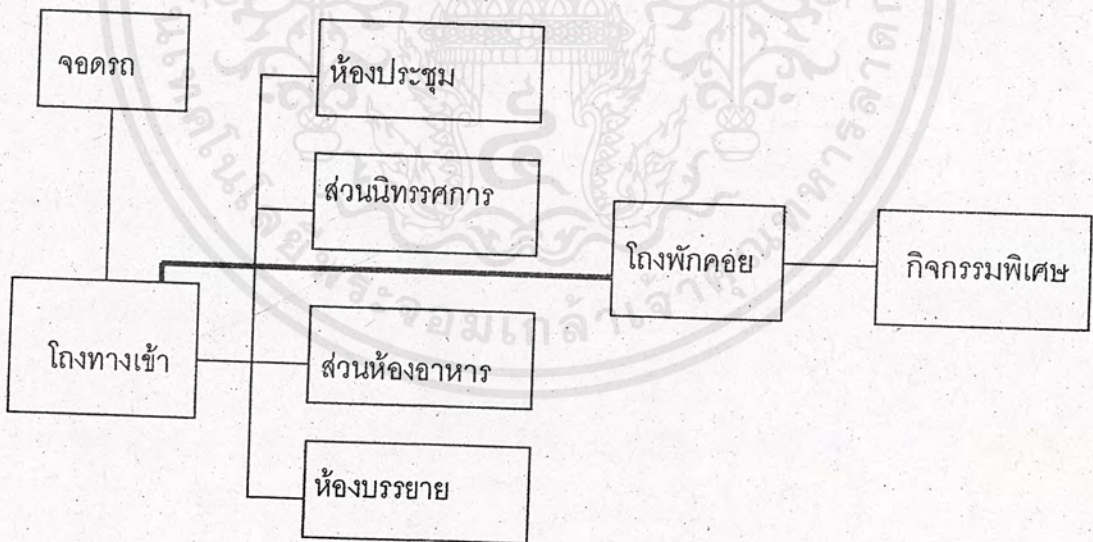 จอดรถ
ห้องประชุม
ส่วนนิทรรศการ
โถงพักคอย
กิจกรรมพิเศษ
โถงทางเข้า
ส่วนห้องอาหาร
ห้องบรรยาย